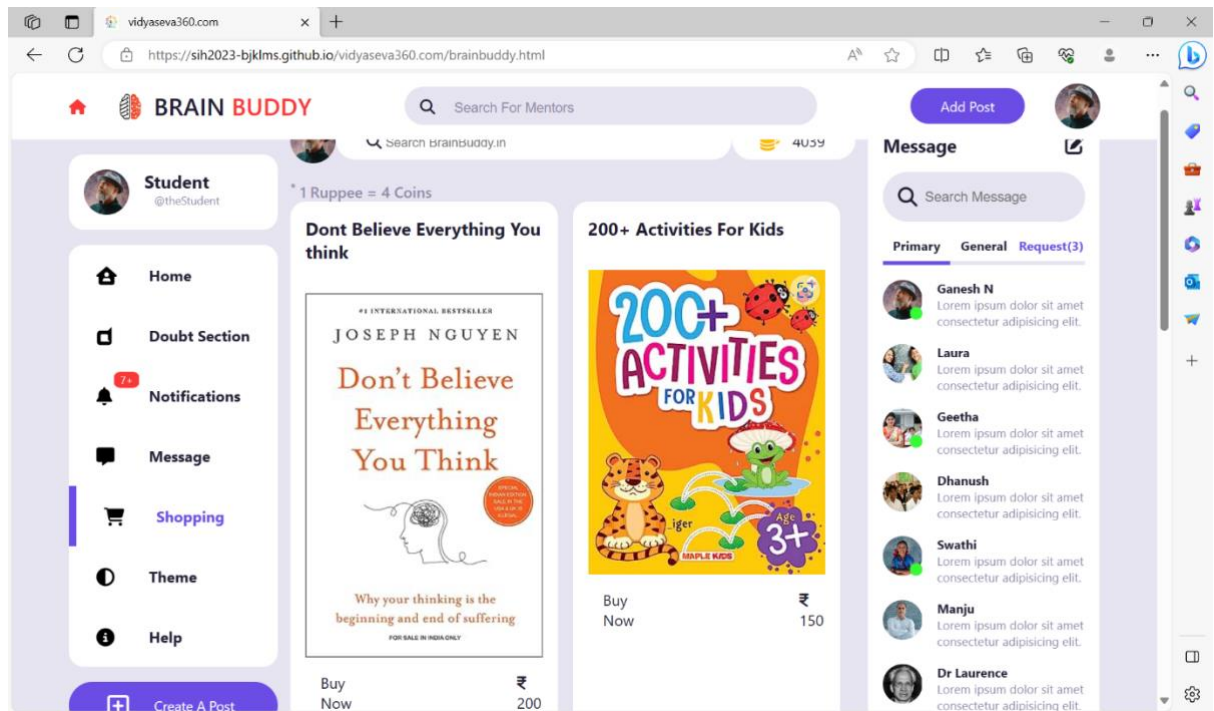 vidyaseva360.com
https://sih2023-bjklms.github.io/vidyaseva360.com/brainbuddy.html
BRAIN BUDDY
Search For Mentors
Add Post
Student
@theStudent
Home
Doubt Section
7+
Notifications
Message
Shopping
Theme
Help
Create A Post
Search BrainBuddy.in
4039
* 1 Ruppee = 4 Coins
Dont Believe Everything You
think
#1 INTERNATIONAL BESTSELLER
JOSEPH NGUYEN
Don't Believe
Everything
You Think
SPECIAL
INDIAN EDITION
Why your thinking is the
beginning and end of suffering
FOR SALE IN INDIA ONLY
Buy
Now
₹
200
200+ Activities For Kids
200+
ACTIVITIES
FOR KIDS
iger
Age
3+
MAPLE KIDS
Buy
Now
₹
150
Message
Search Message
Primary General Request(3)
Ganesh N
Lorem ipsum dolor sit amet
consectetur adipisicing elit.
Laura
Lorem ipsum dolor sit amet
consectetur adipisicing elit.
Geetha
Lorem ipsum dolor sit amet
consectetur adipisicing elit.
Dhanush
Lorem ipsum dolor sit amet
consectetur adipisicing elit.
Swathi
Lorem ipsum dolor sit amet
consectetur adipisicing elit.
Manju
Lorem ipsum dolor sit amet
consectetur adipisicing elit.
Dr Laurence
Lorem ipsum dolor sit amet
consectetur adipisicing elit.